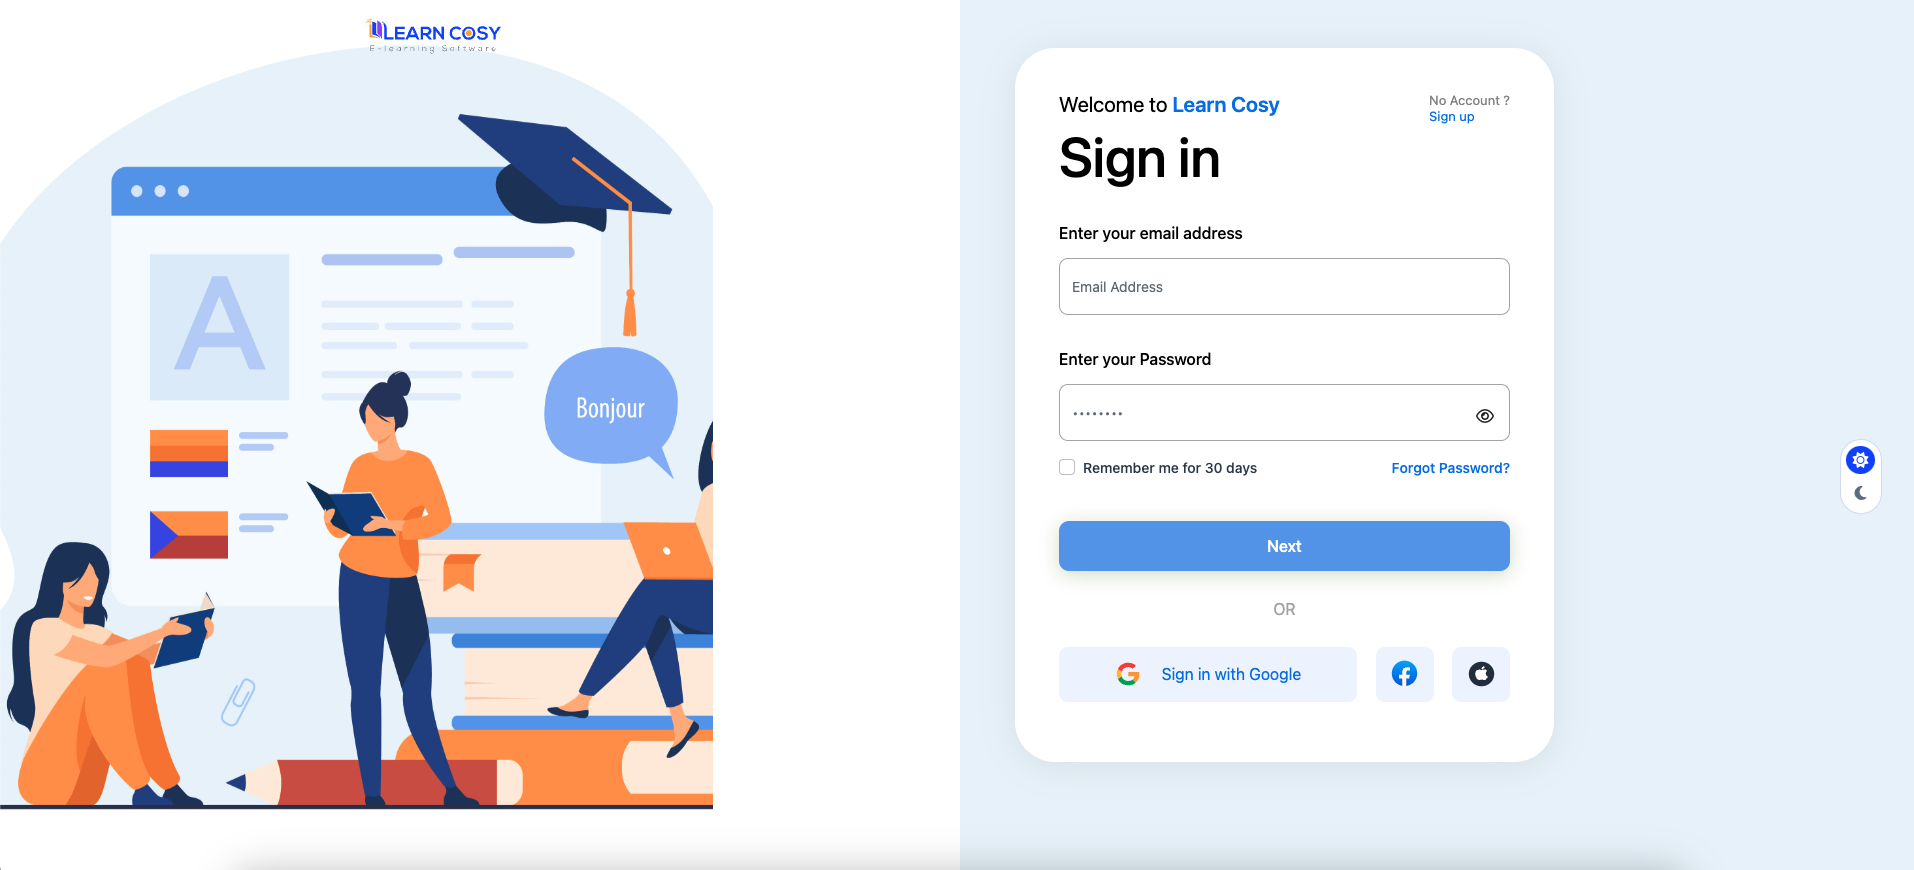 LEARN COSY
E-learning Software
A
Bonjour
Welcome to Learn Cosy
No Account ?
Sign up
Sign in
Enter your email address
Email Address
Enter your Password
Remember me for 30 days
Forgot Password?
Next
OR
Sign in with Google